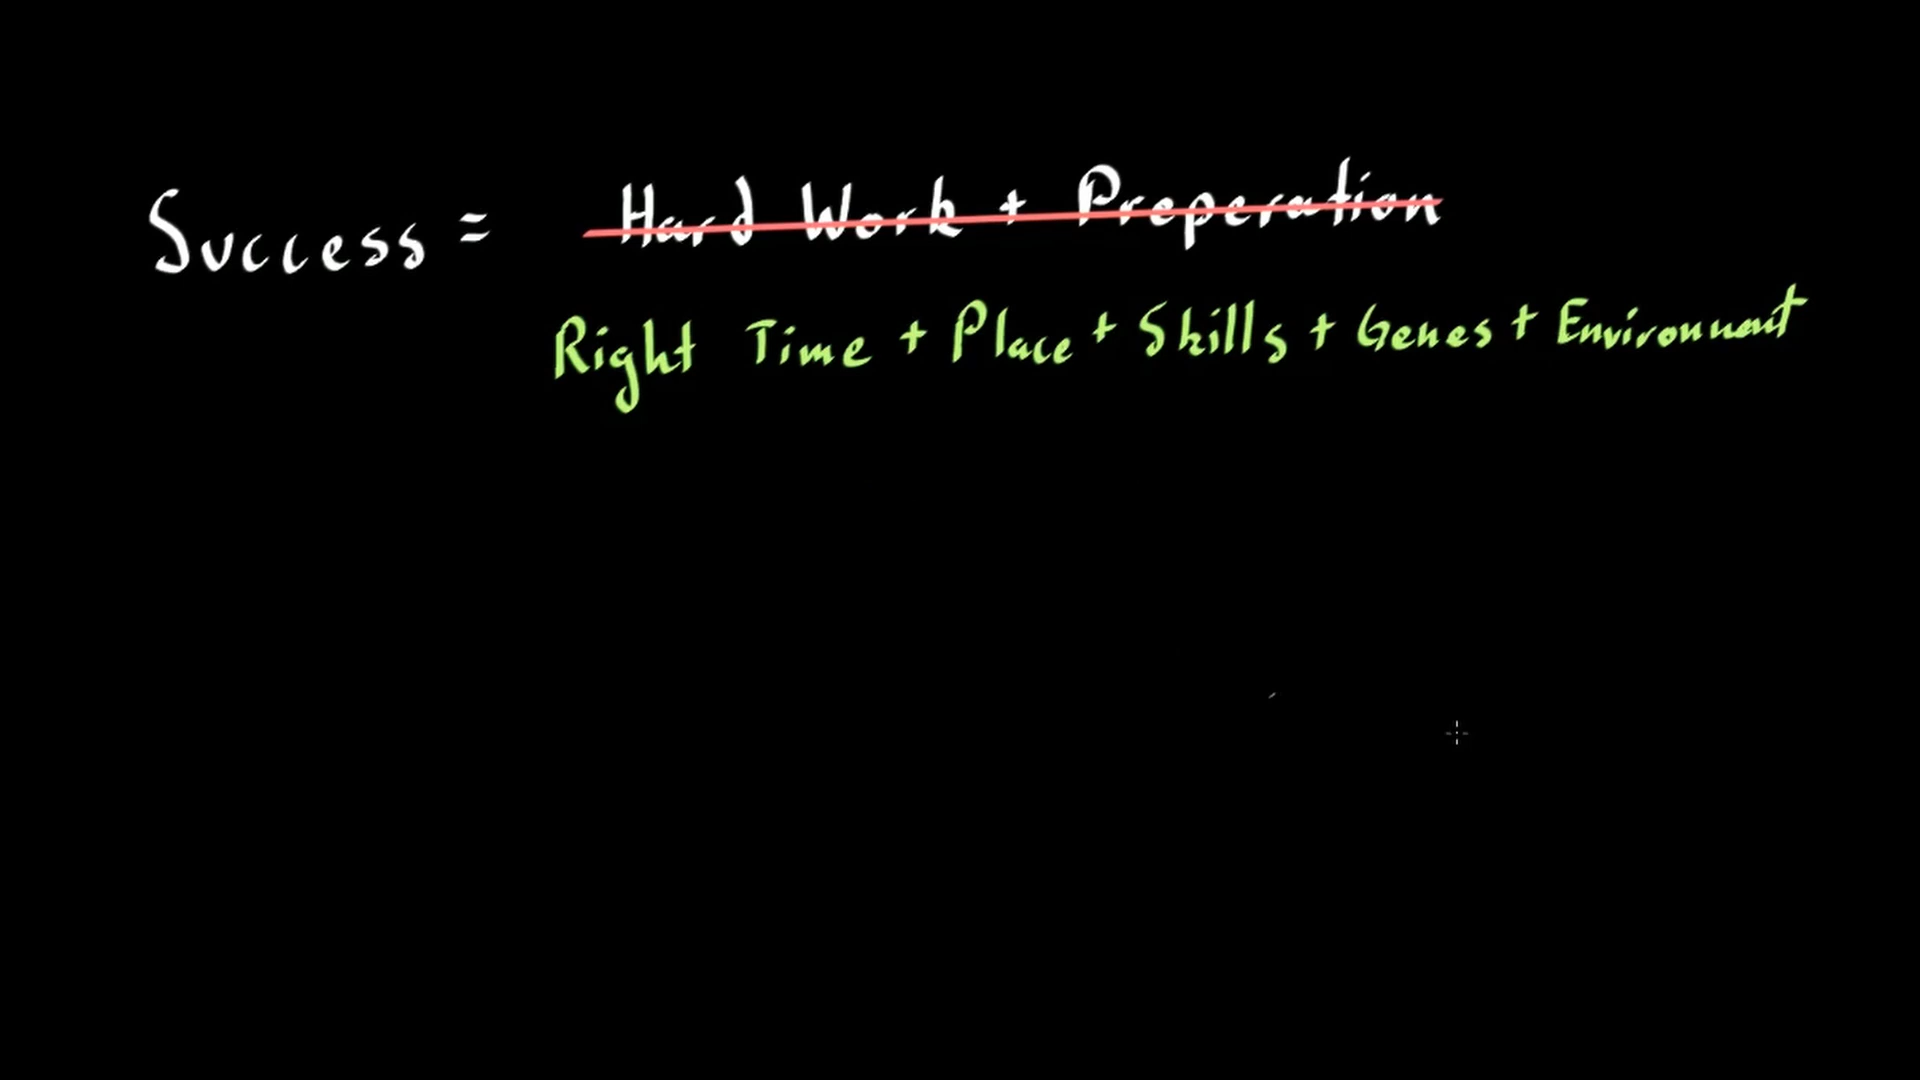 Success = Hard Work + Preperation
Right Time + Place + Skills + Genes + Environment